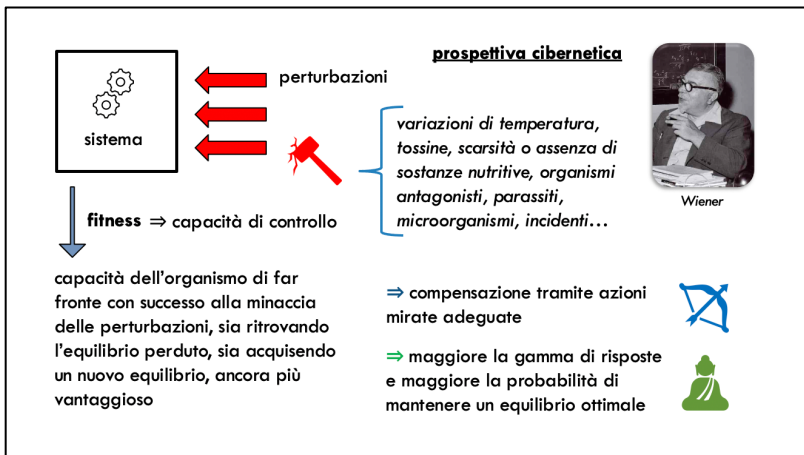 prospettiva cibernetica
perturbazioni
sistema
variazioni di temperatura,
tossine, scarsità o assenza di
sostanze nutritive, organismi
antagonisti, parassiti,
microorganismi, incidenti…
Wiener
fitness ⇒ capacità di controllo
capacità dell'organismo di far
fronte con successo alla minaccia
delle perturbazioni, sia ritrovando
l'equilibrio perduto, sia acquisendo
un nuovo equilibrio, ancora più
vantaggioso
⇒ compensazione tramite azioni
mirate adeguate
⇒ maggiore la gamma di risposte
e maggiore la probabilità di
mantenere un equilibrio ottimale